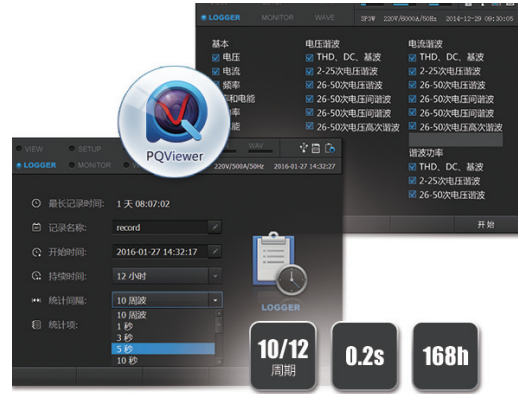 LOGGER MONITOR WAVE 3P3W 220V/6000A/50Hz 2014-12-29 09:30:05
基本 电压谐波 电流谐波
电压 THD、DC、基波 THD、DC、基波
电流 2-25次电压谐波 2-25次电压谐波
频率 26-50次电压谐波 26-50次电压谐波
和电能 26-50次电压间谐波 26-50次电压间谐波
26-50次电压间谐波 26-50次电压间谐波
26-50次电压高次谐波 26-50次电压高次谐波
谐波功率
THD、DC、基波
2-25次电压谐波
26-50次电压谐波
开始
PQViewer
VIEW SETUP WAV
LOGGER MONITOR 220V/500A/50Hz 2016-01-27 14:32:27
最长记录时间: 1 天 08:07:02
记录名称: record
开始时间: 2016-01-27 14:32:17
持续时间: 12 小时
统计间隔: 10 周波
统计项: 10 周波
1 秒
3 秒
5 秒
10 秒
LOGGER
10/12
周期
0.2s
168h